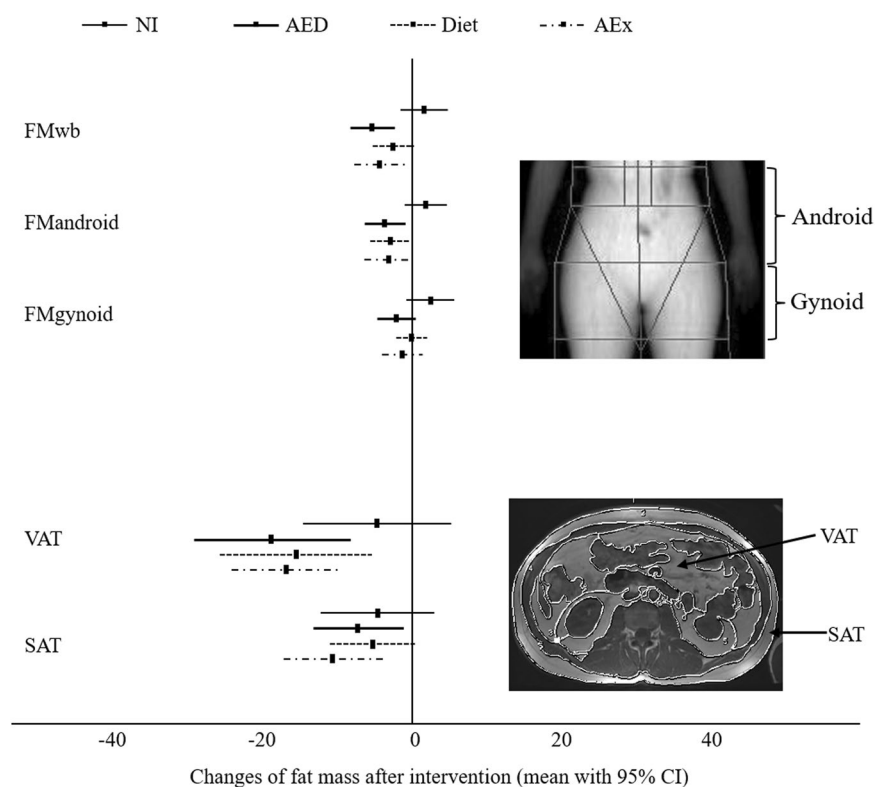 NI AED Diet AEx
FMwb
FMandroid
Android
FMgynoid
Gynoid
VAT
VAT
SAT
SAT
-40 -20 0 20 40
Changes of fat mass after intervention (mean with 95% CI)